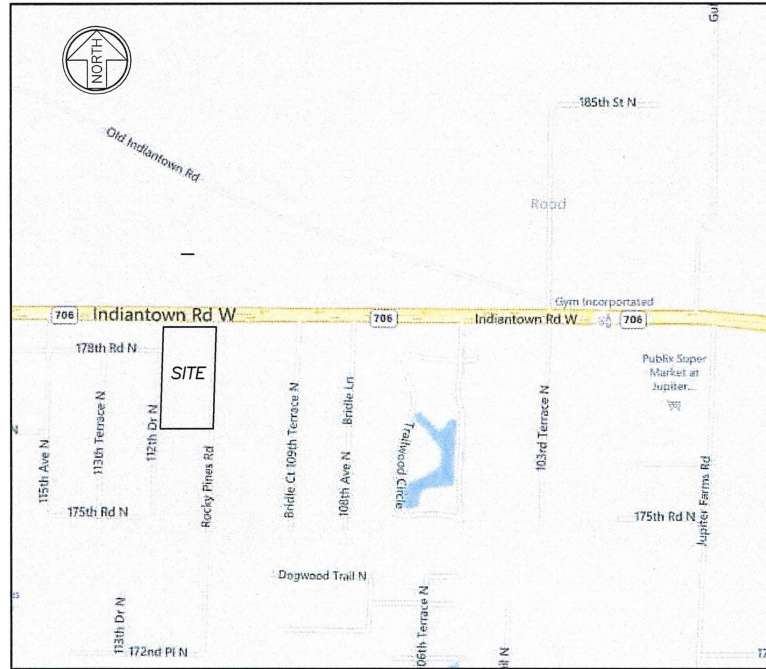 NORTH
Gul
185th St N
Old Indiantown Rd
Road
Gym Incorportated
706
Indiantown Rd W
706
Indiantown Rd W
706
178th Rd N
SITE
Publix Super
Market at
Jupiter...
115th Ave N
113th Terrace N
112th Dr N
Rocky Pines Rd
Bridle Ct
109th Terrace N
Bridle Ln
108th Ave N
Trailwood Circle
103rd Terrace N
Jupiter Farms Rd
175th Rd N
175th Rd N
Dogwood Trail N
113th Dr N
06th Terrace N
172nd Pl N
17